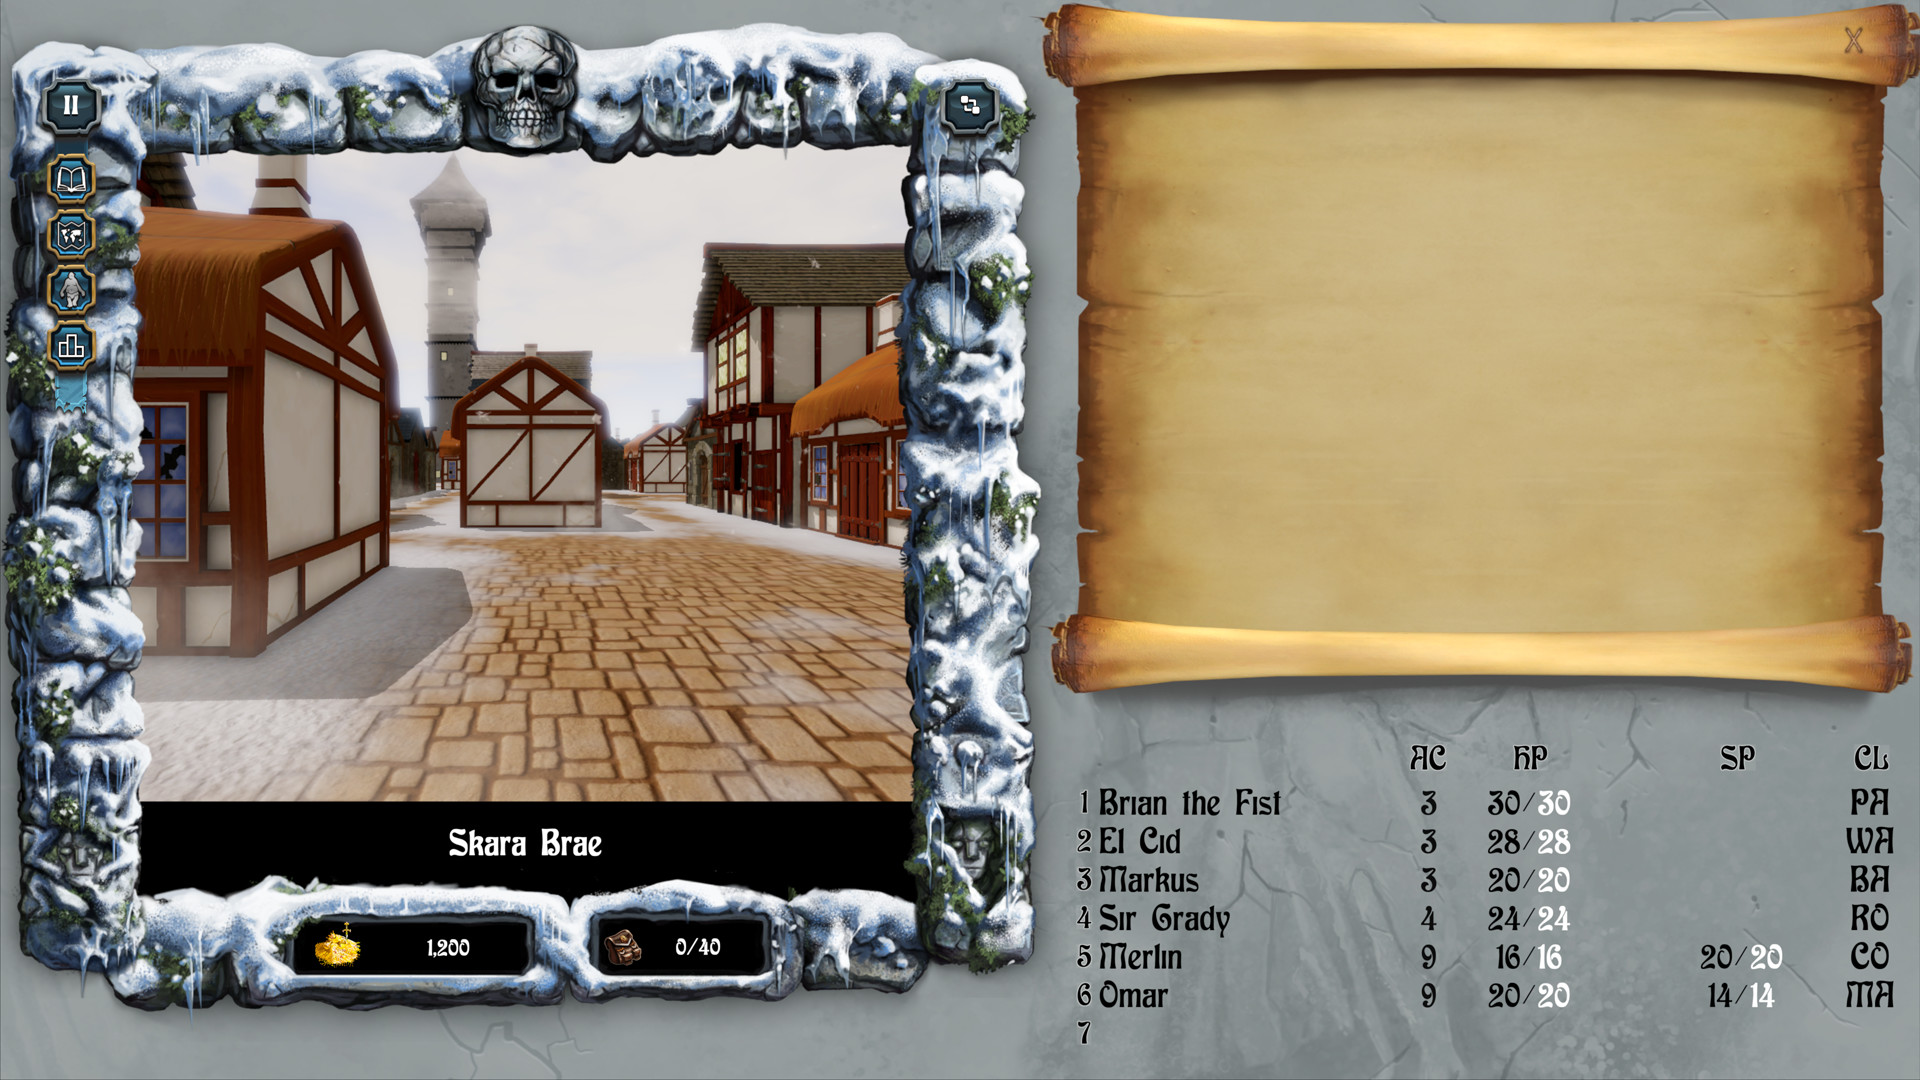 X
Skara Brae
1,200
0/40
AC HP SP CL
1 Brian the Fist 3 30/30 PA
2 El Cid 3 28/28 WA
3 Markus 3 20/20 BA
4 Sir Grady 4 24/24 RO
5 Merlin 9 16/16 20/20 CO
6 Omar 9 20/20 14/14 MA
7